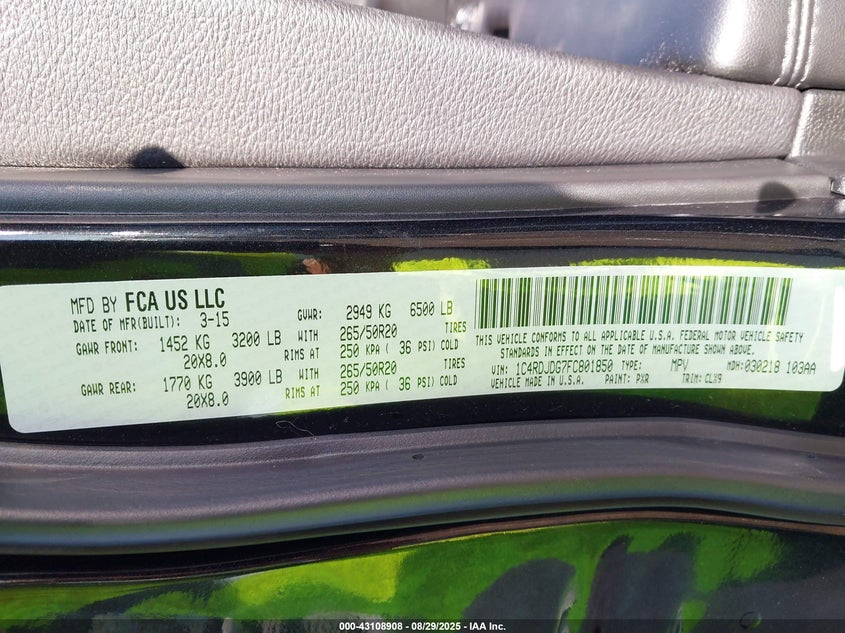 MFD BY FCA US LLC
DATE OF MFR(BUILT): 3-15
GVWR: 2949 KG 6500 LB
GAWR FRONT: 1452 KG 3200 LB WITH 265/50R20 TIRES
20X8.0 RIMS AT 250 KPA ( 36 PSI) COLD
GAWR REAR: 1770 KG 3900 LB WITH 265/50R20 TIRES
20X8.0 RIMS AT 250 KPA ( 36 PSI) COLD
THIS VEHICLE CONFORMS TO ALL APPLICABLE U.S.A. FEDERAL MOTOR VEHICLE SAFETY
STANDARDS IN EFFECT ON THE DATE OF MANUFACTURE SHOWN ABOVE.
VIN: 1C4RDJDG7FC801850 TYPE: MPV MDH: 030218 103AA
VEHICLE MADE IN U.S.A. PAINT: PXR TRIM: CLX9
000-43108908 - 08/29/2025 - IAA Inc.